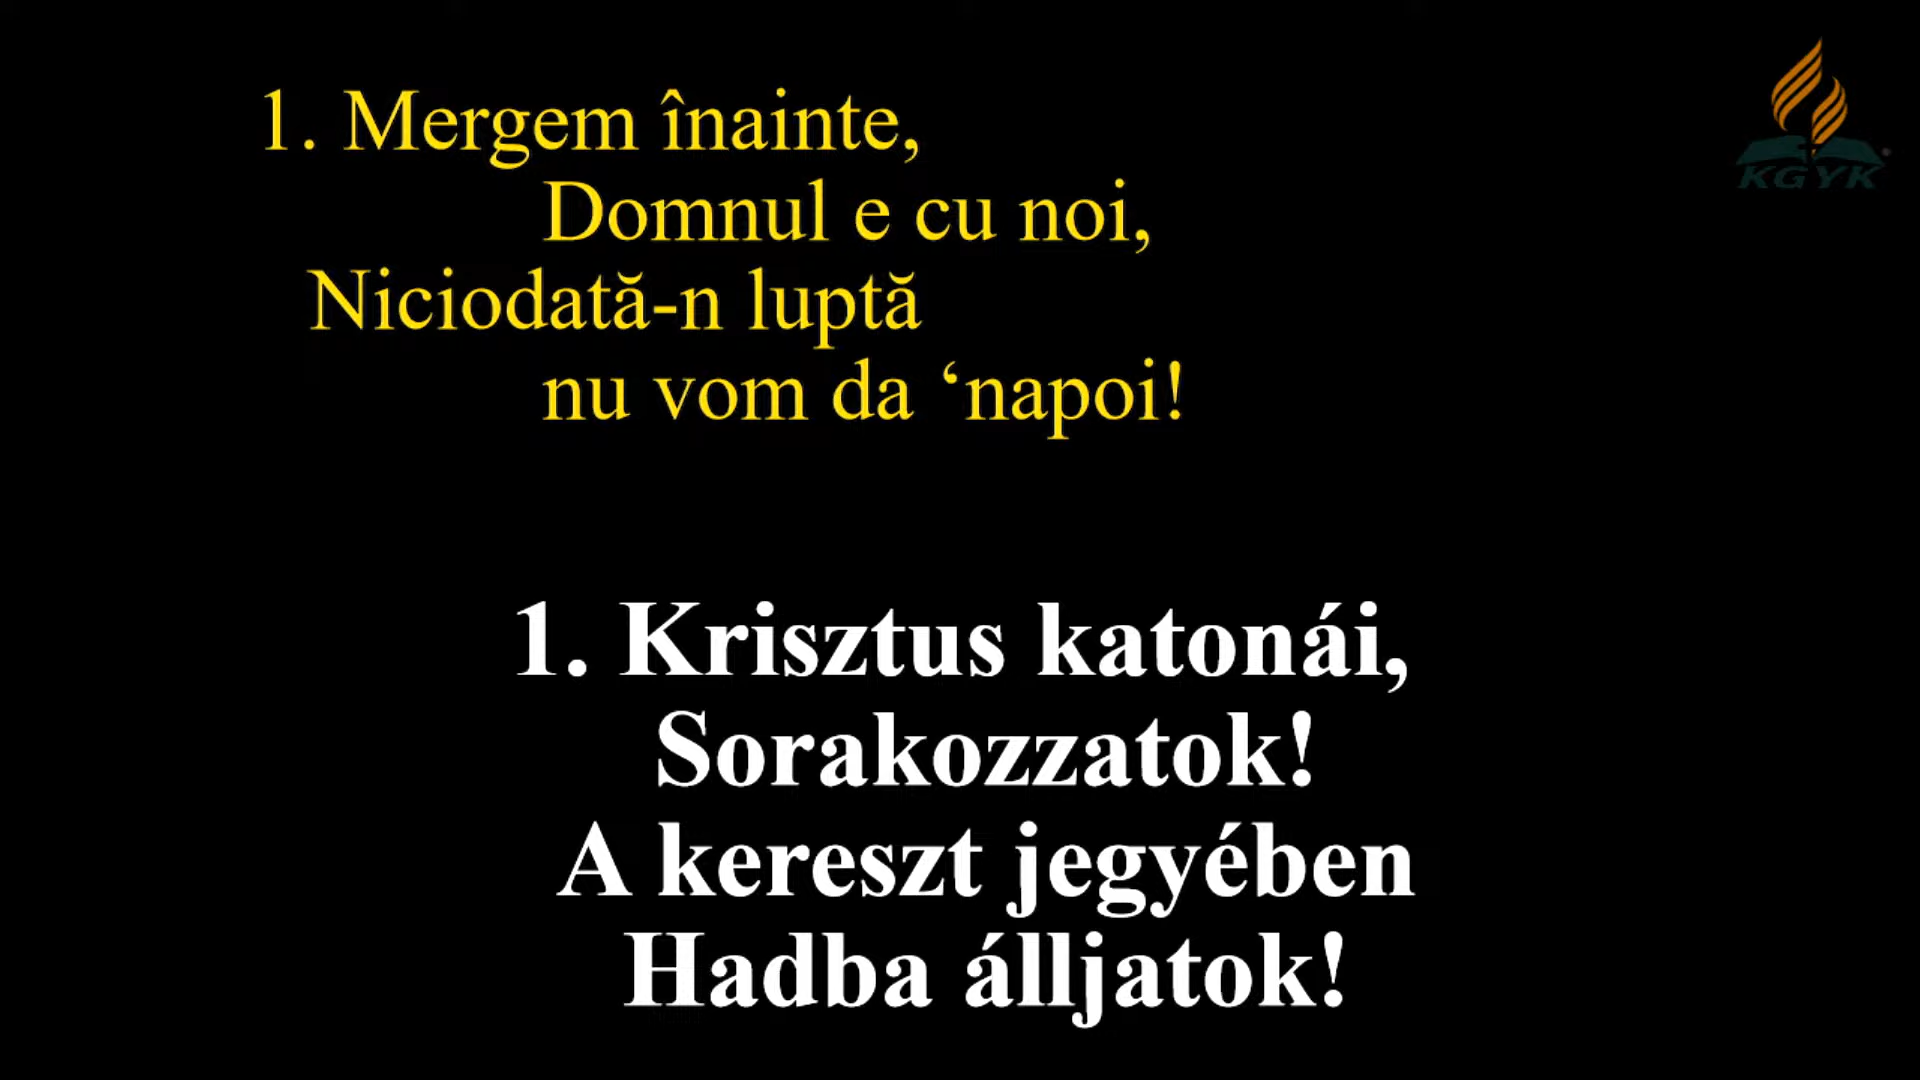 1. Mergem înainte,
Domnul e cu noi,
Niciodată-n luptă
nu vom da ‘napoi!
KGYK
1. Krisztus katonái,
Sorakozzatok!
A kereszt jegyében
Hadba álljatok!